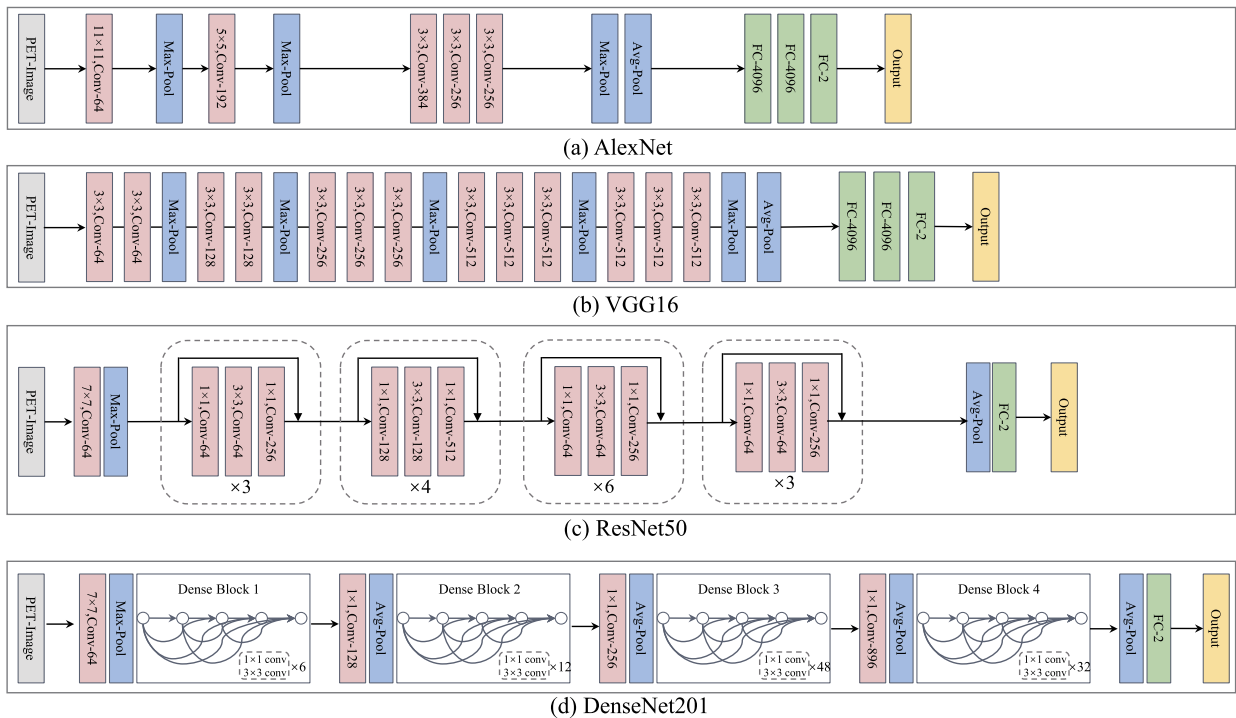 PET-Image
11×11,Conv-64
Max-Pool
5×5,Conv-192
Max-Pool
3×3,Conv-384
3×3,Conv-256
3×3,Conv-256
Max-Pool
Avg-Pool
FC-4096
FC-4096
FC-2
Output
(a) AlexNet
PET-Image
3×3,Conv-64
3×3,Conv-64
Max-Pool
3×3,Conv-128
3×3,Conv-128
Max-Pool
3×3,Conv-256
3×3,Conv-256
3×3,Conv-256
Max-Pool
3×3,Conv-512
3×3,Conv-512
3×3,Conv-512
Max-Pool
3×3,Conv-512
3×3,Conv-512
3×3,Conv-512
Max-Pool
Avg-Pool
FC-4096
FC-4096
FC-2
Output
(b) VGG16
PET-Image
7×7,Conv-64
Max-Pool
1×1,Conv-64
3×3,Conv-64
1×1,Conv-256
×3
1×1,Conv-128
3×3,Conv-128
1×1,Conv-512
×4
1×1,Conv-64
3×3,Conv-64
1×1,Conv-256
×6
1×1,Conv-64
3×3,Conv-64
1×1,Conv-256
×3
Avg-Pool
FC-2
Output
(c) ResNet50
PET-Image
7×7,Conv-64
Max-Pool
Dense Block 1
1×1 conv
3×3 conv
×6
1×1,Conv-128
Avg-Pool
Dense Block 2
1×1 conv
3×3 conv
×12
1×1,Conv-256
Avg-Pool
Dense Block 3
1×1 conv
3×3 conv
×48
1×1,Conv-896
Avg-Pool
Dense Block 4
1×1 conv
3×3 conv
×32
Avg-Pool
FC-2
Output
(d) DenseNet201